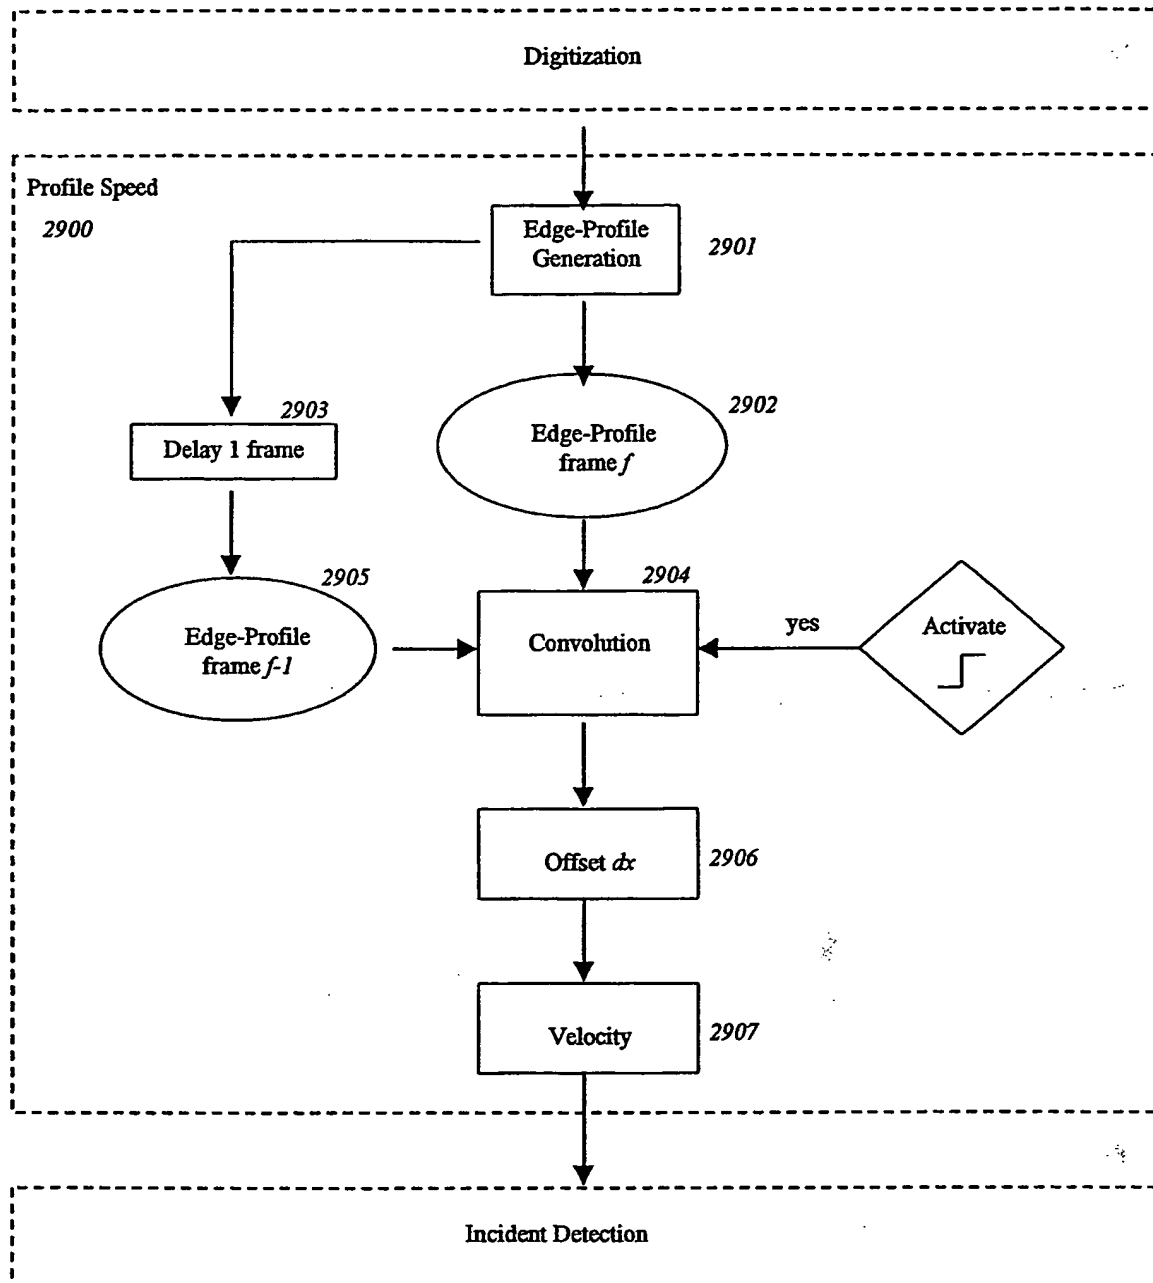 Digitization
Profile Speed
2900
Edge-Profile
Generation
2901
2903
Delay 1 frame
2902
Edge-Profile
frame f
2905
Edge-Profile
frame f-1
2904
Convolution
yes
Activate
Offset dx
2906
Velocity
2907
Incident Detection